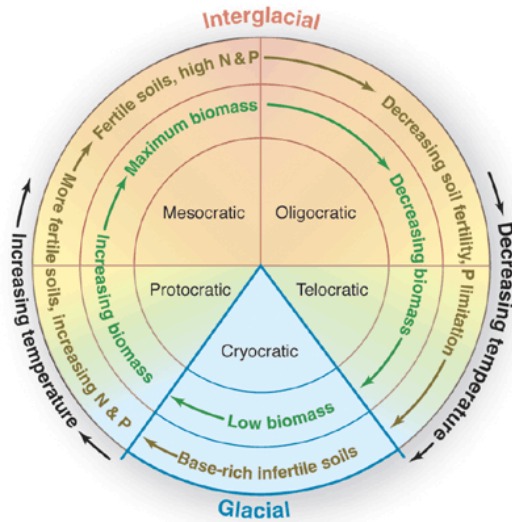 Interglacial
Fertile soils, high N & P
Decreasing soil fertility, P limitation
Maximum biomass
Decreasing biomass
More fertile soils, increasing N & P
Increasing biomass
Increasing temperature
Decreasing temperature
Mesocratic
Oligocratic
Protocratic
Telocratic
Cryocratic
Low biomass
Base-rich infertile soils
Glacial